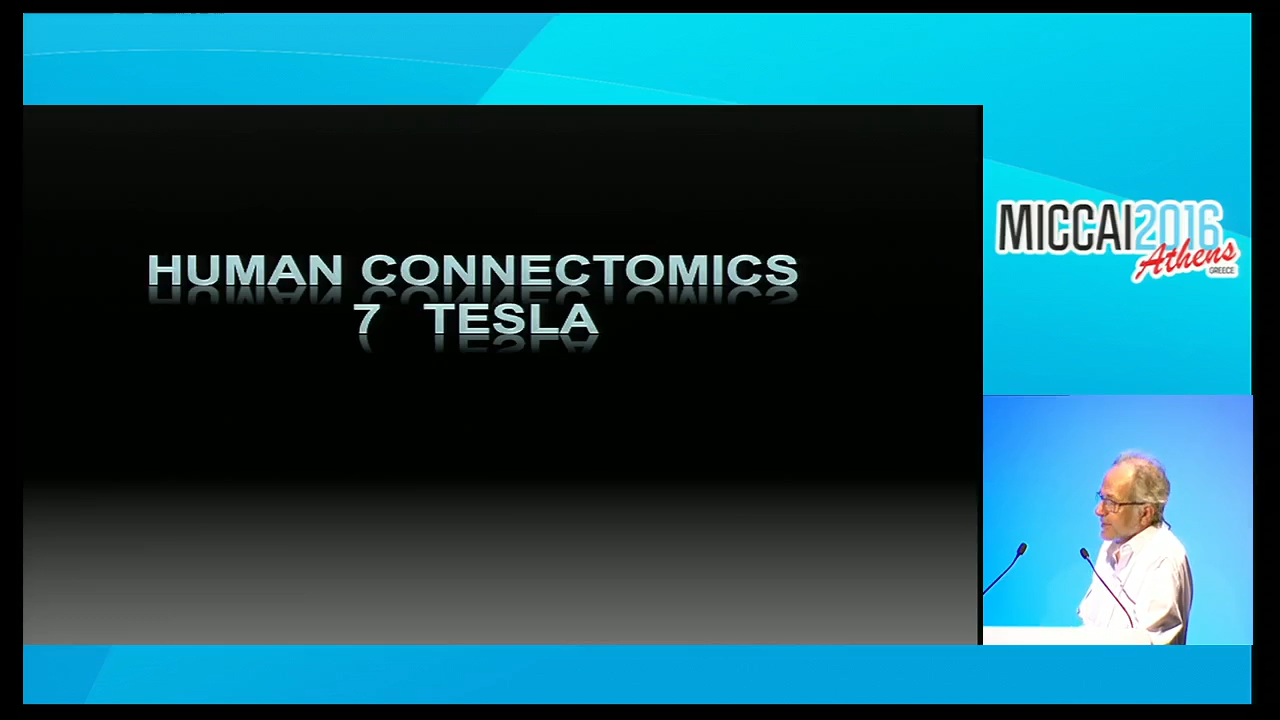 HUMAN CONNECTOMICS
7 TESLA
MICCAI2016
Athens
GREECE